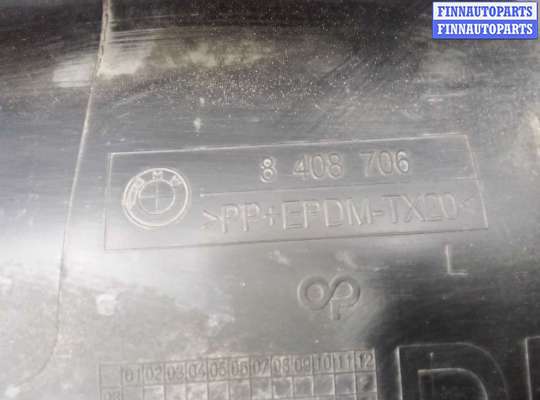 FINNAUTOPARTS
FINNAUTOPARTS
BMW
8 408 706
>PP+EPDM-TX20<
L
01 02 03 04 05 06 07 08 09 10 11 12